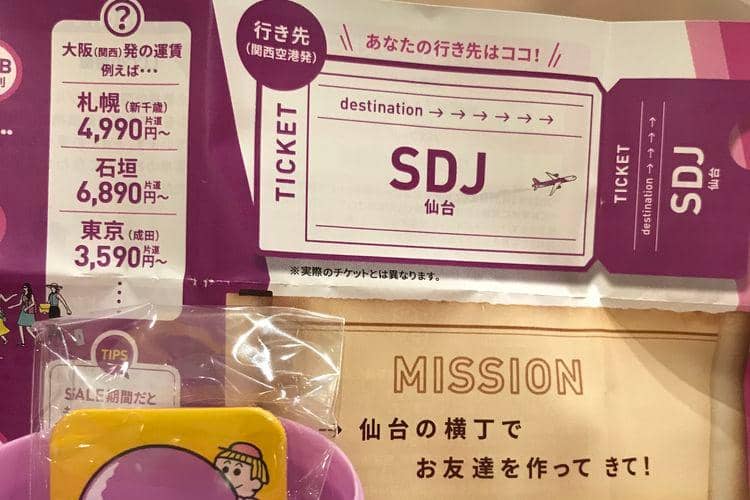 ?
大阪(関西)発の運賃
例えば・・・
札幌(新千歳)
4,990片道円〜
石垣
6,890片道円〜
東京(成田)
3,590片道円〜
行き先
(関西空港発)
あなたの行き先はココ!
TICKET
destination → → → → → →
SDJ
仙台
TICKET
destination → → → →
SDJ
仙台
※実際のチケットとは異なります。
TIPS
SALE期間だと
MISSION
→ 仙台の横丁で
お友達を作って きて!